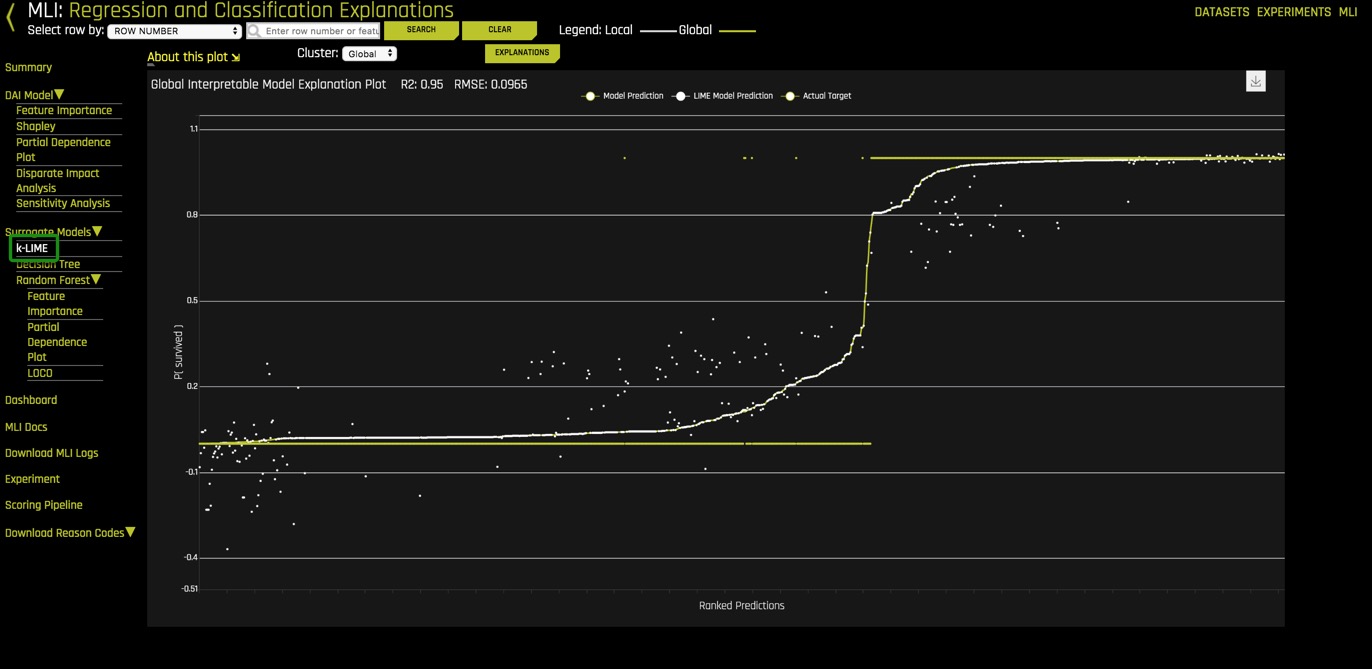 MLI: Regression and Classification Explanations
DATASETS EXPERIMENTS MLI
Select row by: ROW NUMBER Enter row number or featu SEARCH CLEAR Legend: Local Global
About this plot Cluster: Global EXPLANATIONS
Summary
DAI Model
Feature Importance
Shapley
Partial Dependence
Plot
Disparate Impact
Analysis
Sensitivity Analysis
Surrogate Models
k-LIME
Decision Tree
Random Forest
Feature
Importance
Partial
Dependence
Plot
LOCO
Dashboard
MLI Docs
Download MLI Logs
Experiment
Scoring Pipeline
Download Reason Codes
Global Interpretable Model Explanation Plot R2: 0.95 RMSE: 0.0965
Model Prediction LIME Model Prediction Actual Target
1.1
0.8
0.5
0.2
-0.1
-0.4
-0.51
P( survived )
Ranked Predictions